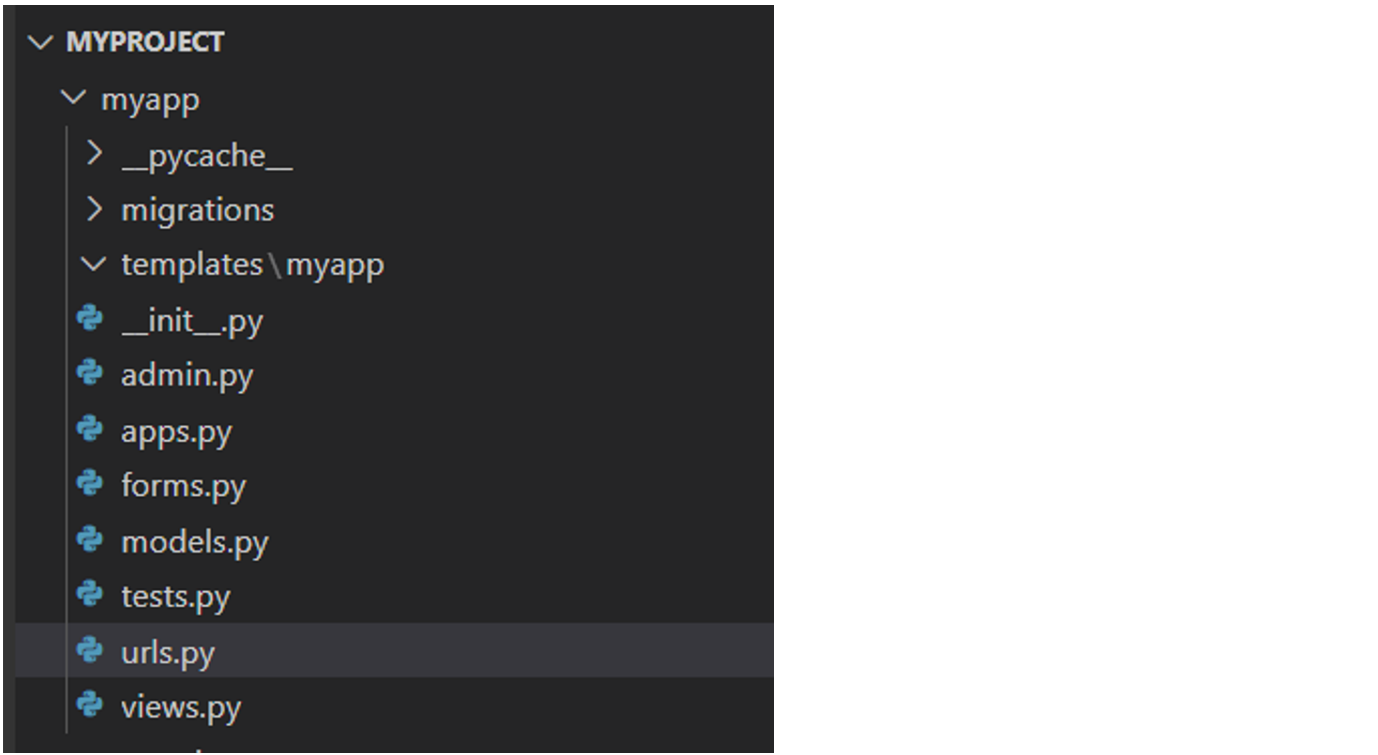 MYPROJECT
myapp
__pycache__
migrations
templates\myapp
__init__.py
admin.py
apps.py
forms.py
models.py
tests.py
urls.py
views.py